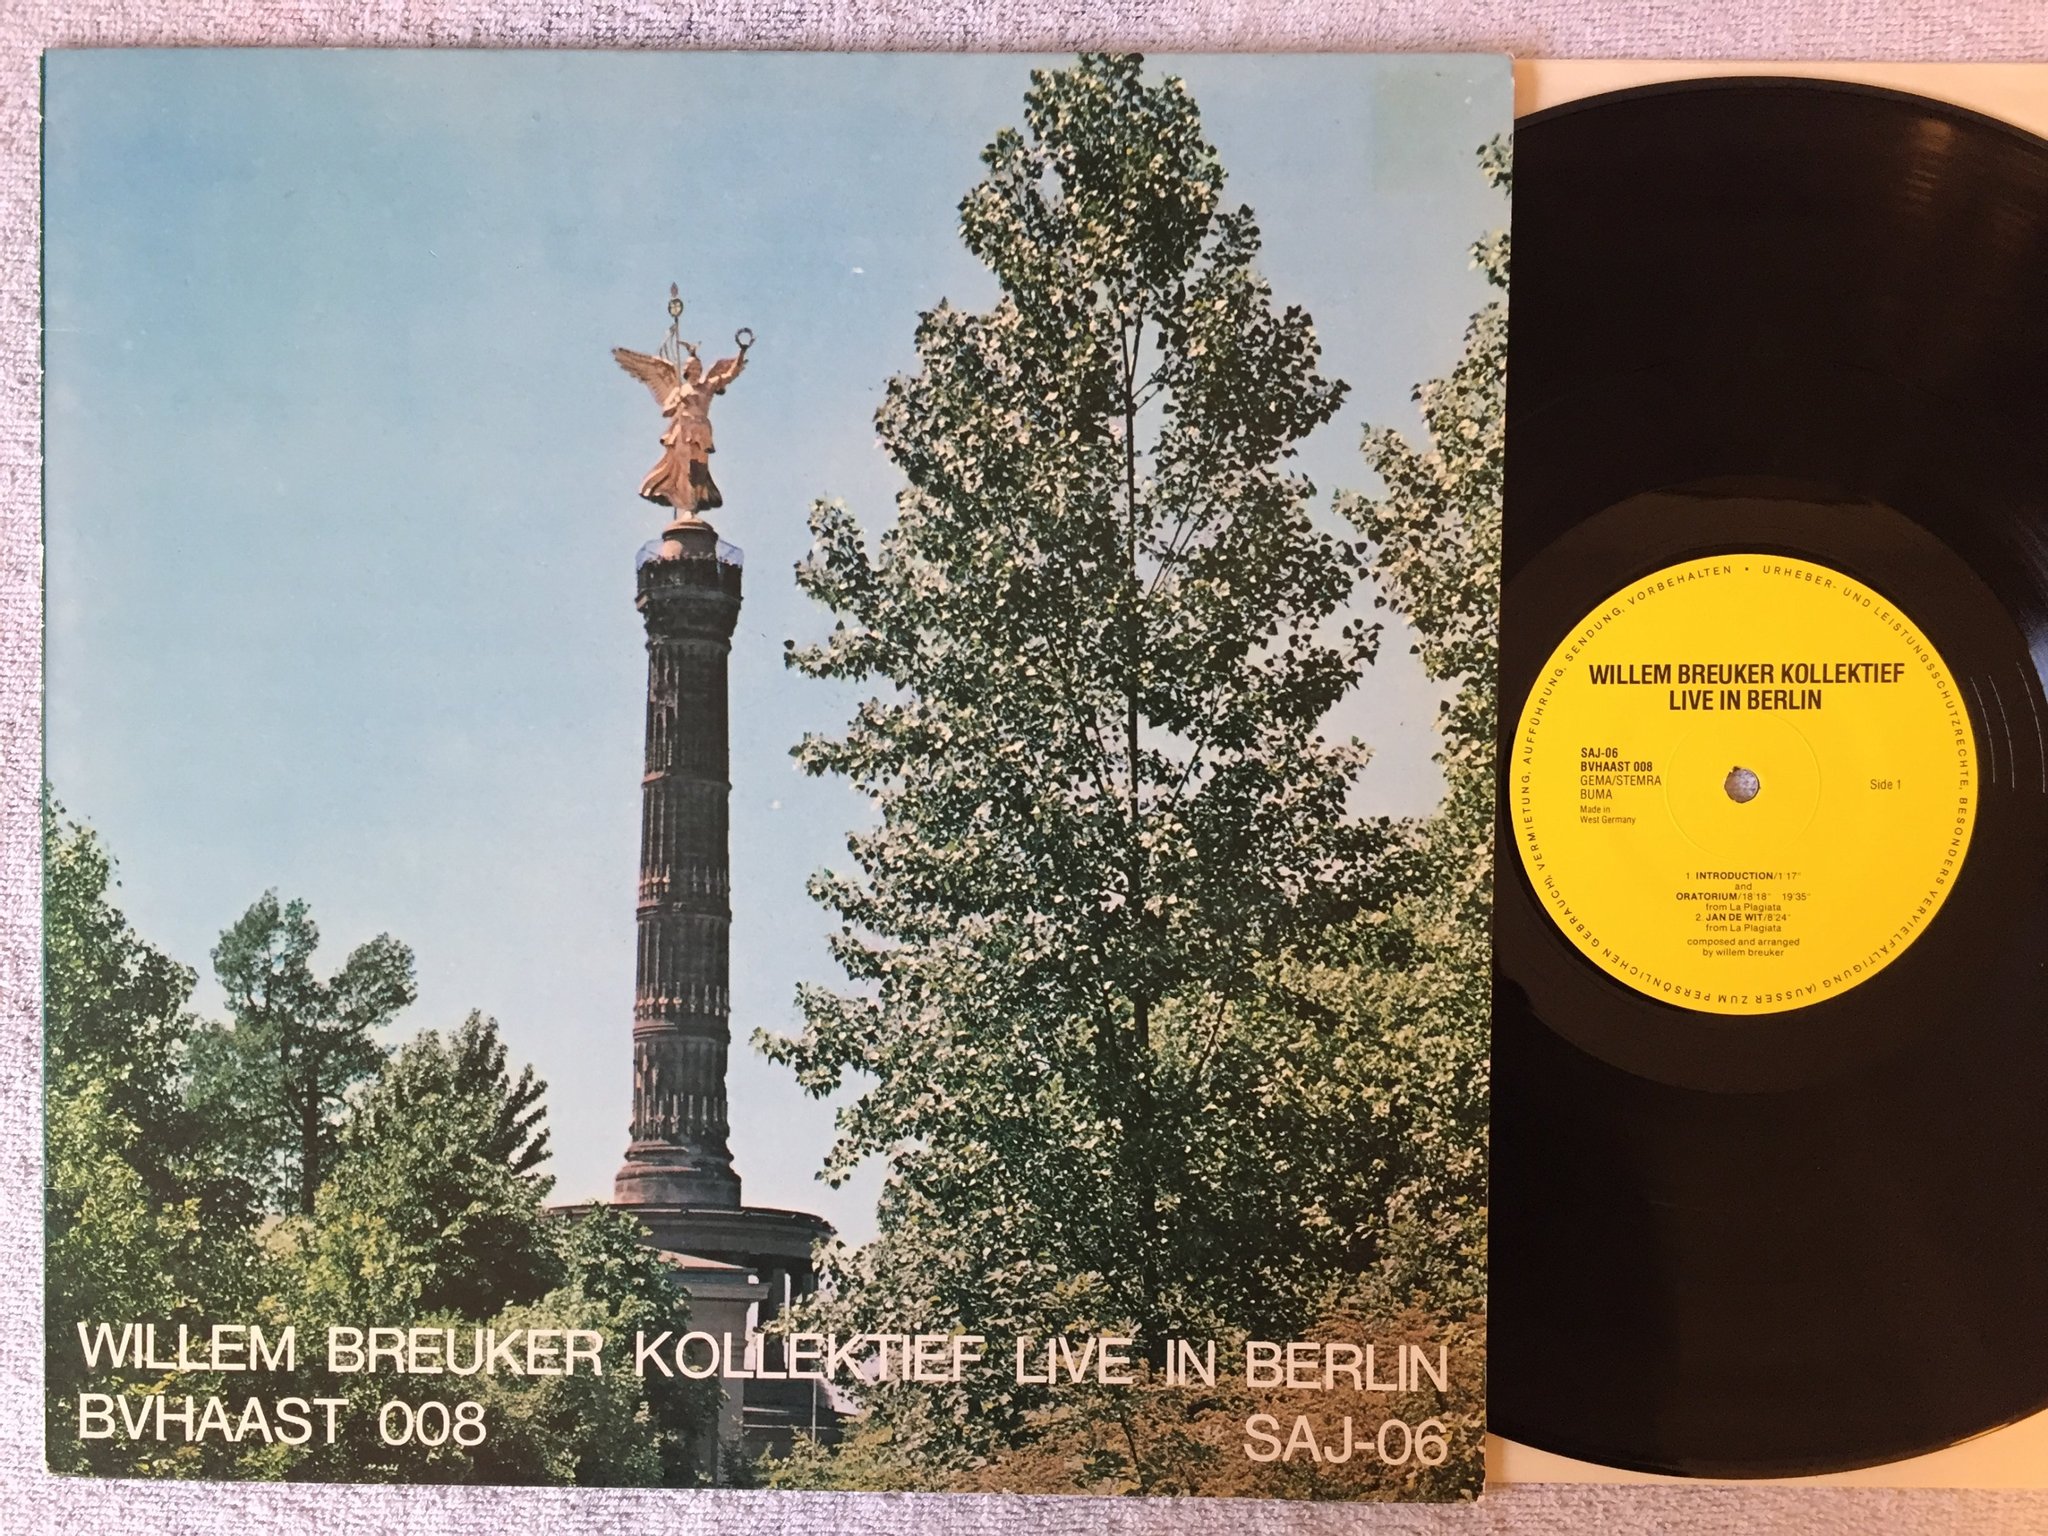 WILLEM BREUKER KOLLEKTIEF LIVE IN BERLIN
BVHAAST 008
SAJ-06
URHEBER- UND LEISTUNGSSCHUTZRECHTE, BESONDERS VERVIELFÄLTIGUNG (AUSSER ZUM PERSÖNLICHEN GEBRAUCH), VERMIETUNG, AUFFÜHRUNG, SENDUNG, VORBEHALTEN •
WILLEM BREUKER KOLLEKTIEF
LIVE IN BERLIN
SAJ-06
BVHAAST 008
GEMA/STEMRA
BUMA
Made in
West Germany
Side 1
1 INTRODUCTION/1'17"
and
ORATORIUM/18'18" 19'35"
from La Plagiata
2. JAN DE WIT/8'24"
from La Plagiata
composed and arranged
by willem breuker